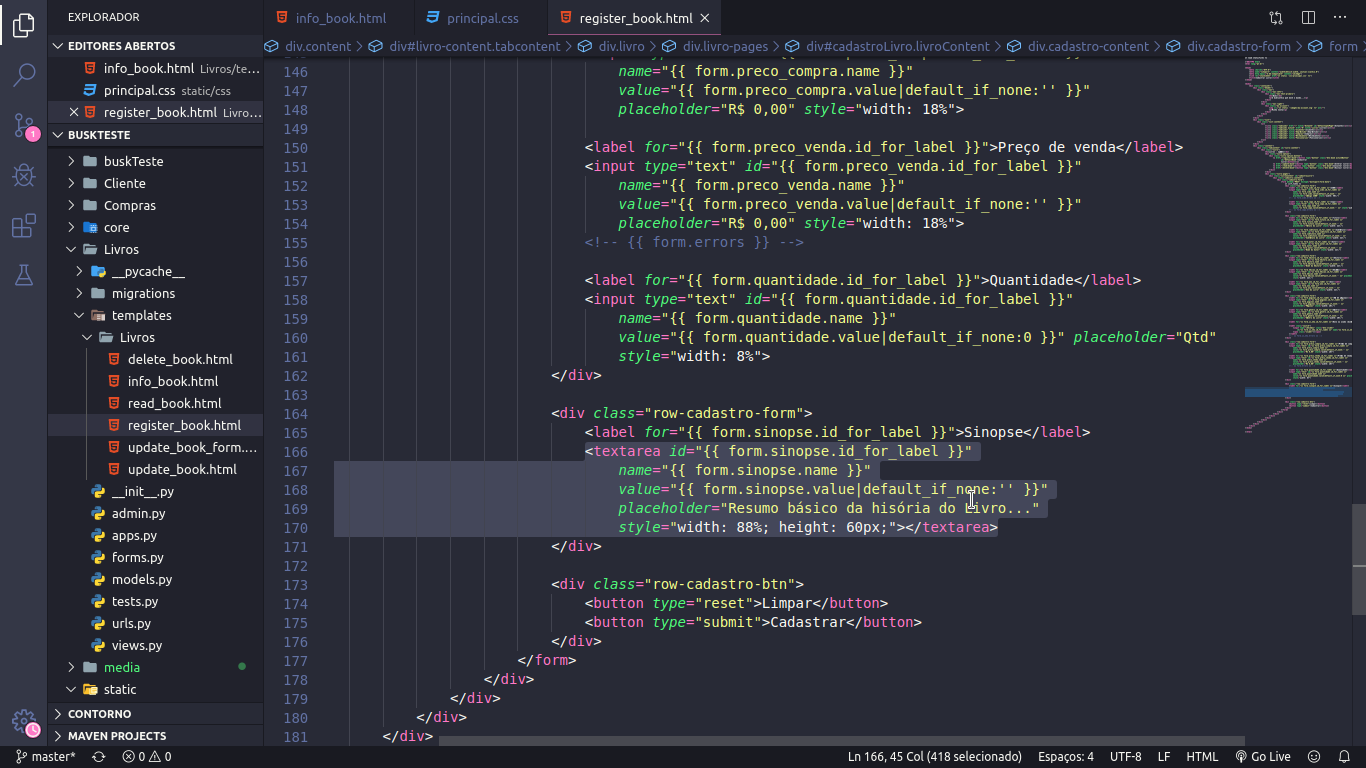 EXPLORADOR
EDITORES ABERTOS
info_book.html Livros/te...
principal.css static/css
register_book.html Livro...
BUSKTESTE
buskTeste
Cliente
Compras
core
Livros
__pycache__
migrations
templates
Livros
delete_book.html
info_book.html
read_book.html
register_book.html
update_book_form....
update_book.html
__init__.py
admin.py
apps.py
forms.py
models.py
tests.py
urls.py
views.py
media
static
CONTORNO
MAVEN PROJECTS
1
info_book.html principal.css register_book.html
div.content > div#livro-content.tabcontent > div.livro > div.livro-pages > div#cadastroLivro.livroContent > div.cadastro-content > div.cadastro-form > form >
146 name="{{ form.preco_compra.name }}"
147 value="{{ form.preco_compra.value|default_if_none:'' }}"
148 placeholder="R$ 0,00" style="width: 18%">
149
150 <label for="{{ form.preco_venda.id_for_label }}">Preço de venda</label>
151 <input type="text" id="{{ form.preco_venda.id_for_label }}"
152 name="{{ form.preco_venda.name }}"
153 value="{{ form.preco_venda.value|default_if_none:'' }}"
154 placeholder="R$ 0,00" style="width: 18%">
155 <!-- {{ form.errors }} -->
156
157 <label for="{{ form.quantidade.id_for_label }}">Quantidade</label>
158 <input type="text" id="{{ form.quantidade.id_for_label }}"
159 name="{{ form.quantidade.name }}"
160 value="{{ form.quantidade.value|default_if_none:0 }}" placeholder="Qtd"
161 style="width: 8%">
162 </div>
163
164 <div class="row-cadastro-form">
165 <label for="{{ form.sinopse.id_for_label }}">Sinopse</label>
166 <textarea id="{{ form.sinopse.id_for_label }}"
167 name="{{ form.sinopse.name }}"
168 value="{{ form.sinopse.value|default_if_none:'' }}"
169 placeholder="Resumo básico da hisória do Livro..."
170 style="width: 88%; height: 60px;"></textarea>
171 </div>
172
173 <div class="row-cadastro-btn">
174 <button type="reset">Limpar</button>
175 <button type="submit">Cadastrar</button>
176 </div>
177 </form>
178 </div>
179 </div>
180 </div>
181 </div>
master* 0 0 Ln 166, 45 Col (418 selecionado) Espaços: 4 UTF-8 LF HTML Go Live